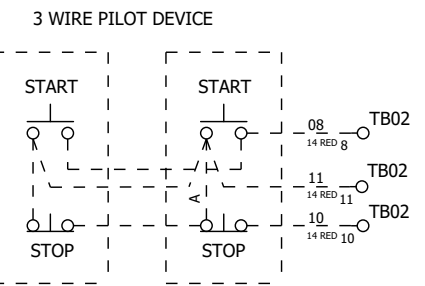 3 WIRE PILOT DEVICE
START START
08 TB02
14 RED 8
11 TB02
14 RED 11
A
10 TB02
14 RED 10
STOP STOP